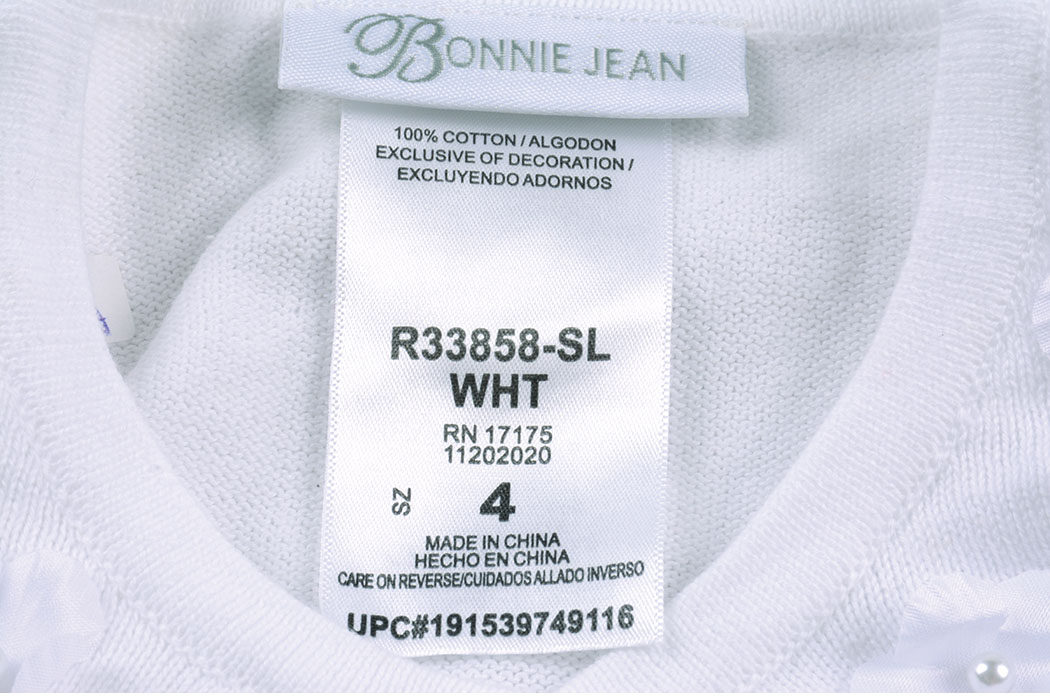 BONNIE JEAN
100% COTTON / ALGODON
EXCLUSIVE OF DECORATION /
EXCLUYENDO ADORNOS
R33858-SL
WHT
RN 17175
11202020
SZ 4
MADE IN CHINA
HECHO EN CHINA
CARE ON REVERSE/CUIDADOS ALLADO INVERSO
UPC#191539749116